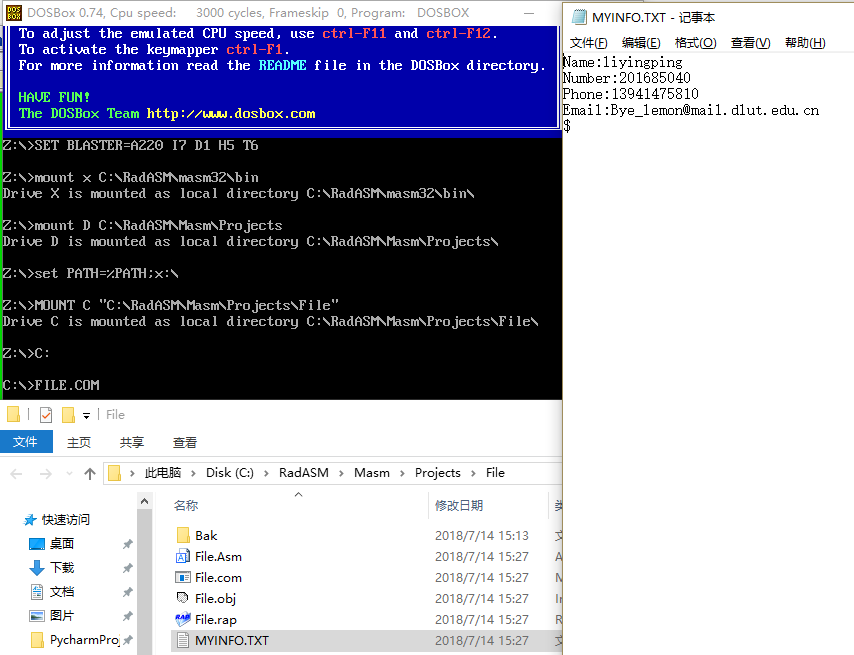 DOSBox 0.74, Cpu speed: 3000 cycles, Frameskip 0, Program: DOSBOX
To adjust the emulated CPU speed, use ctrl-F11 and ctrl-F12.
To activate the keymapper ctrl-F1.
For more information read the README file in the DOSBox directory.
HAVE FUN!
The DOSBox Team http://www.dosbox.com
Z:\>SET BLASTER=A220 I7 D1 H5 T6
Z:\>mount x C:\RadASM\masm32\bin
Drive X is mounted as local directory C:\RadASM\masm32\bin\
Z:\>mount D C:\RadASM\Masm\Projects
Drive D is mounted as local directory C:\RadASM\Masm\Projects\
Z:\>set PATH=%PATH;x:\
Z:\>MOUNT C "C:\RadASM\Masm\Projects\File"
Drive C is mounted as local directory C:\RadASM\Masm\Projects\File\
Z:\>C:
C:\>FILE.COM
MYINFO.TXT - 记事本
文件(F) 编辑(E) 格式(O) 查看(V) 帮助(H)
Name:liyingping
Number:201685040
Phone:13941475810
Email:Bye_lemon@mail.dlut.edu.cn
$
File
文件 主页 共享 查看
此电脑 > Disk (C:) > RadASM > Masm > Projects > File
名称 修改日期
快速访问
桌面
下载
文档
图片
PycharmProj
Bak 2018/7/14 15:13
File.Asm 2018/7/14 15:27
File.com 2018/7/14 15:27
File.obj 2018/7/14 15:27
File.rap 2018/7/14 15:27
MYINFO.TXT 2018/7/14 15:27